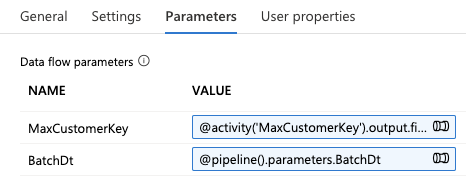 General Settings Parameters User properties
Data flow parameters
NAME VALUE
MaxCustomerKey @activity('MaxCustomerKey').output.fi...
BatchDt @pipeline().parameters.BatchDt